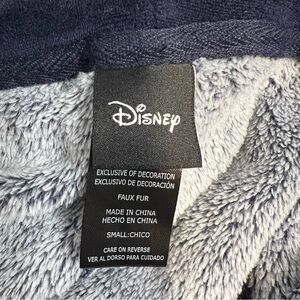 Disney
EXCLUSIVE OF DECORATION
EXCLUSIVO DE DECORACIÓN
FAUX FUR
MADE IN CHINA
HECHO EN CHINA
SMALL:CHICO
CARE ON REVERSE
VER AL DORSO PARA CUIDADO